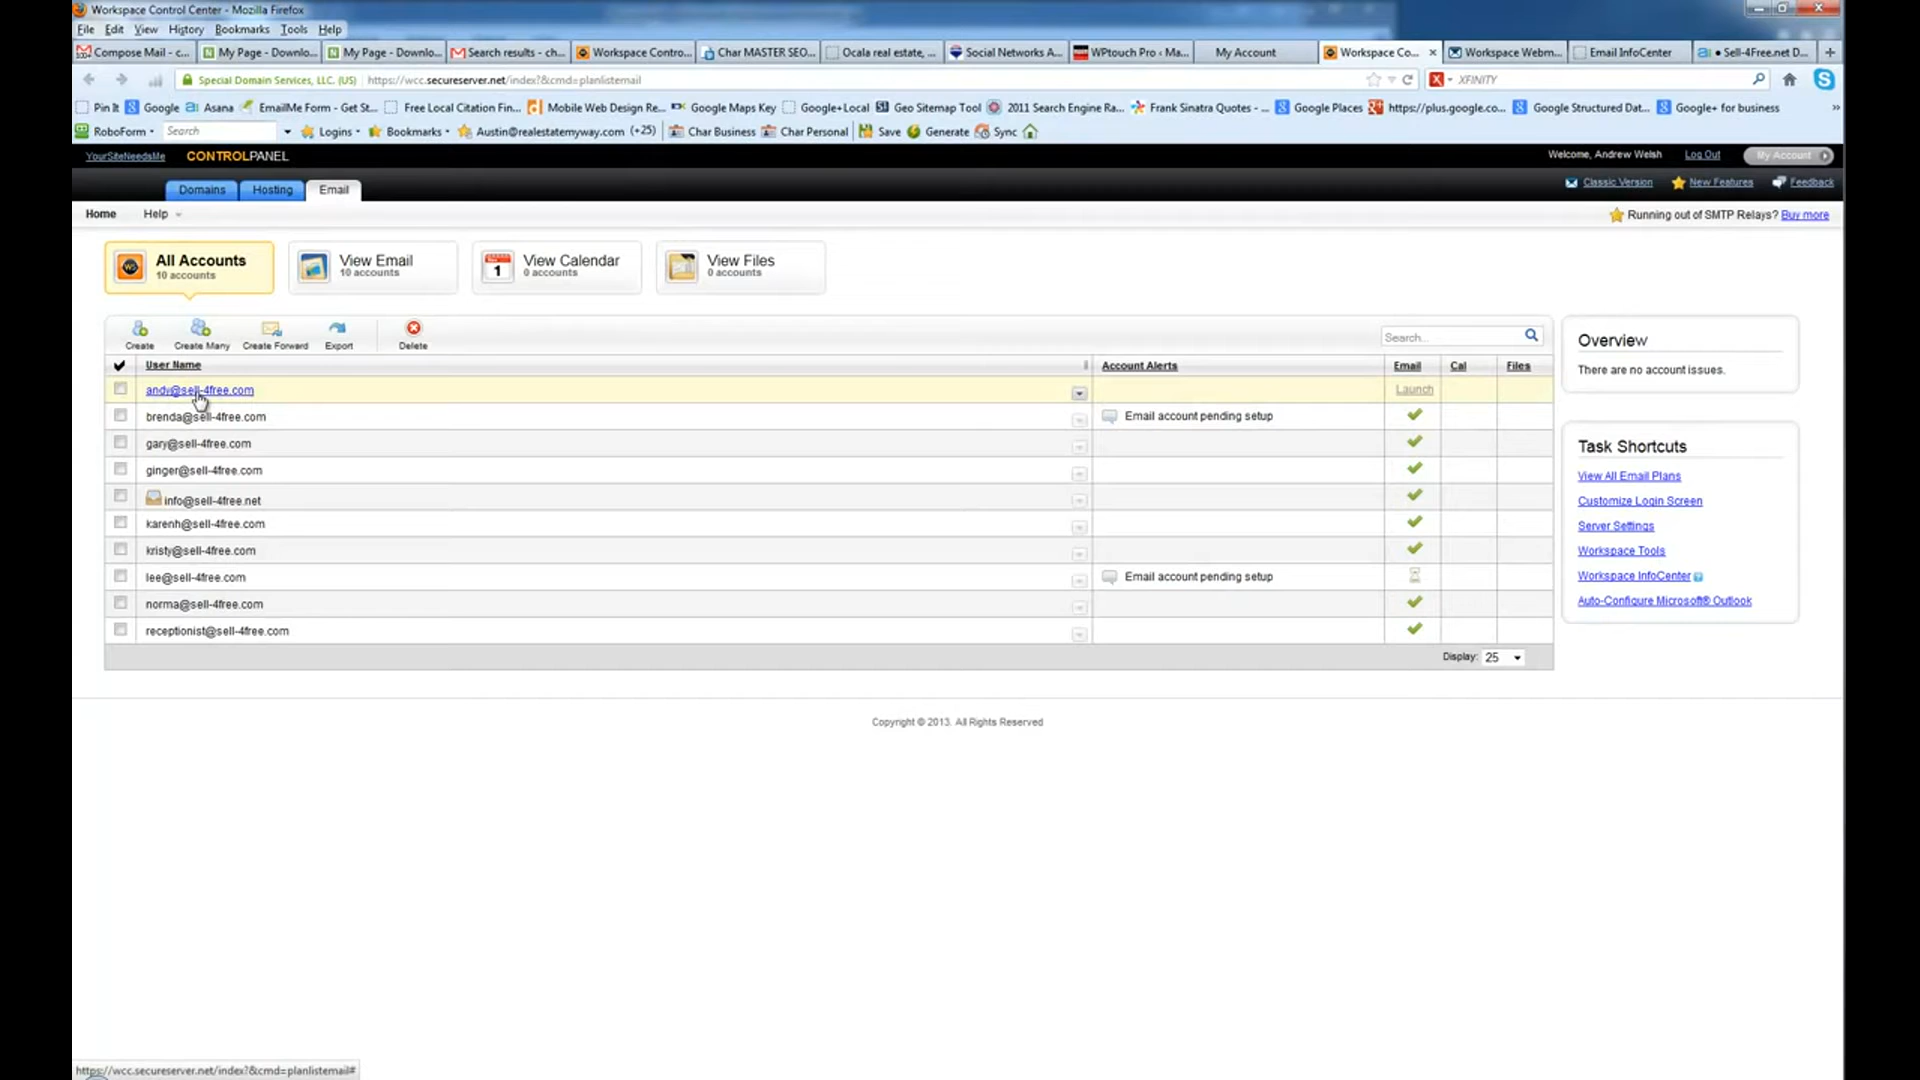 Workspace Control Center - Mozilla Firefox
File Edit View History Bookmarks Tools Help
Compose Mail - c... My Page - Downlo... My Page - Downlo... Search results - ch... Workspace Contro... Char MASTER SEO... Ocala real estate, ... Social Networks A... WPtouch Pro ‹ Ma... My Account Workspace Co... × Workspace Webm... Email InfoCenter • Sell-4Free.net D... +
Special Domain Services, LLC. (US) https://wcc.secureserver.net/index?&cmd=planlistemail XFINITY
Pin It Google Asana EmailMe Form - Get St... Free Local Citation Fin... Mobile Web Design Re... Google Maps Key Google+Local Geo Sitemap Tool 2011 Search Engine Ra... Frank Sinatra Quotes - ... Google Places https://plus.google.co... Google Structured Dat... Google+ for business »
RoboForm Search Logins Bookmarks Austin@realestatemyway.com (+25) Char Business Char Personal Save Generate Sync
YourSiteNeedsMe CONTROLPANEL Welcome, Andrew Welsh Log Out My Account
Domains Hosting Email Classic Version New Features Feedback
Home Help Running out of SMTP Relays? Buy more
All Accounts View Email View Calendar View Files
10 accounts 10 accounts 0 accounts 0 accounts
Create Create Many Create Forward Export Delete Search...
User Name Account Alerts Email Cal Files
andy@sell-4free.com Launch
brenda@sell-4free.com Email account pending setup
gary@sell-4free.com
ginger@sell-4free.com
info@sell-4free.net
karenh@sell-4free.com
kristy@sell-4free.com
lee@sell-4free.com Email account pending setup
norma@sell-4free.com
receptionist@sell-4free.com
Display: 25
Overview
There are no account issues.
Task Shortcuts
View All Email Plans
Customize Login Screen
Server Settings
Workspace Tools
Workspace InfoCenter
Auto-Configure Microsoft® Outlook
Copyright © 2013. All Rights Reserved
https://wcc.secureserver.net/index?&cmd=planlistemail#